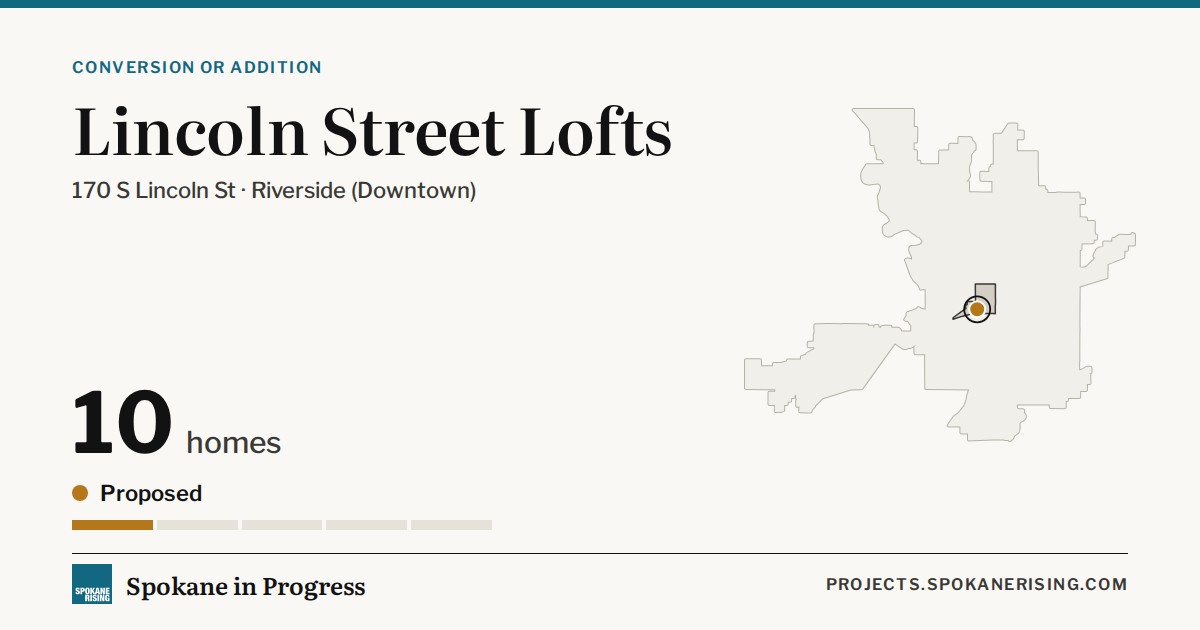 CONVERSION OR ADDITION
Lincoln Street Lofts
170 S Lincoln St · Riverside (Downtown)
10 homes
Proposed
SPOKANE
RISING
Spokane in Progress
PROJECTS.SPOKANERISING.COM